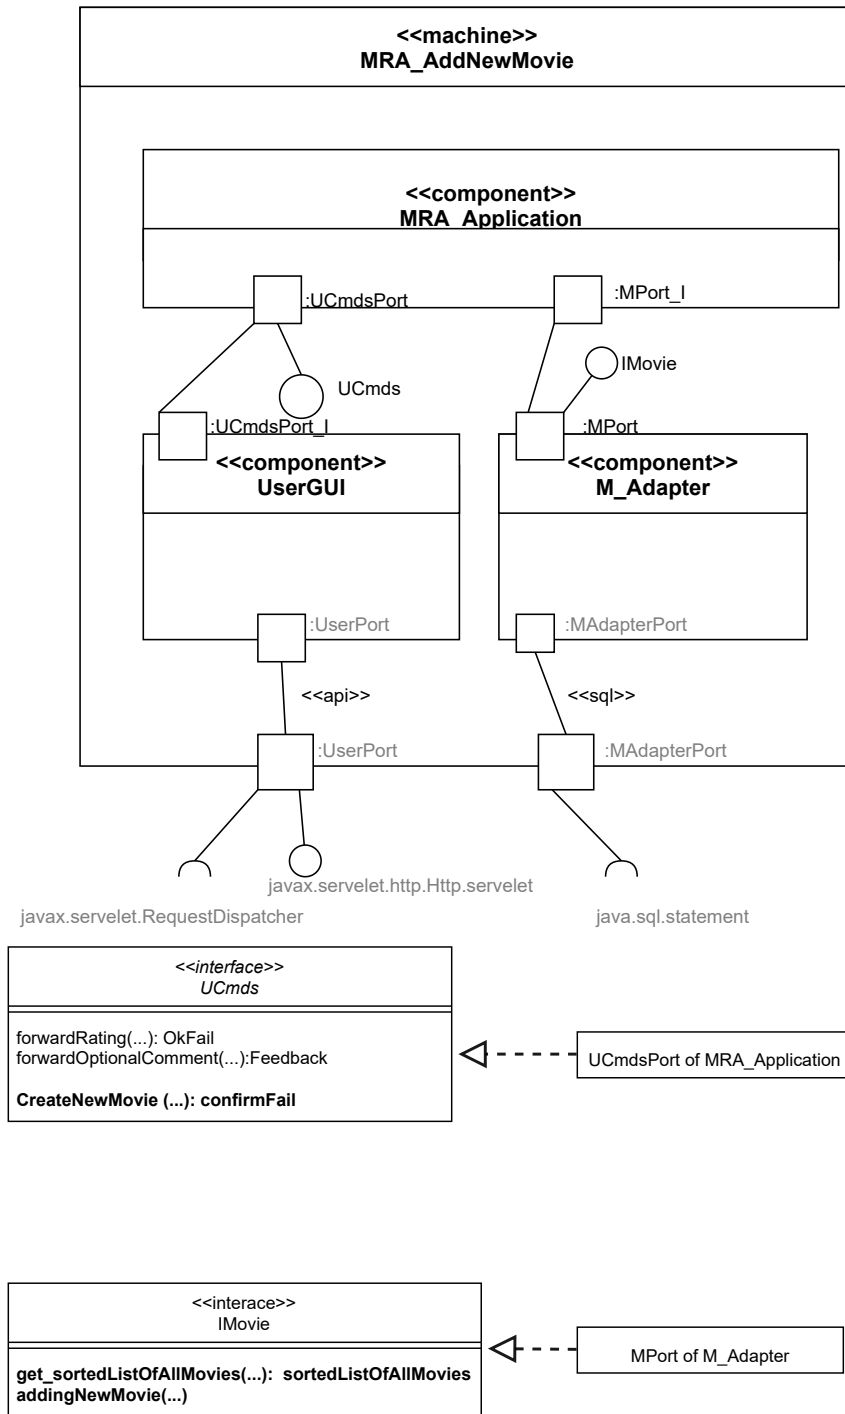 <<machine>>
MRA_AddNewMovie
<<component>>
MRA_Application
:UCmdsPort
:MPort_I
IMovie
UCmds
:UCmdsPort_I
:MPort
<<component>>
UserGUI
<<component>>
M_Adapter
:UserPort
:MAdapterPort
<<api>>
<<sql>>
:UserPort
:MAdapterPort
javax.servelet.http.Http.servelet
javax.servelet.RequestDispatcher
java.sql.statement
<<interface>>
UCmds
forwardRating(...): OkFail
forwardOptionalComment(...):Feedback
CreateNewMovie (...): confirmFail
UCmdsPort of MRA_Application
<<interace>>
IMovie
get_sortedListOfAllMovies(...): sortedListOfAllMovies
addingNewMovie(...)
MPort of M_Adapter